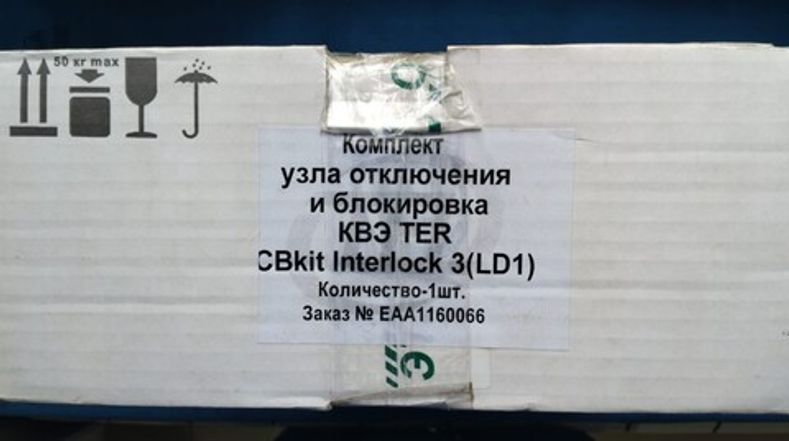 50 кг max
Комплект
узла отключения
и блокировка
КВЭ TER
CBkit Interlock 3(LD1)
Количество-1шт.
Заказ № EAA1160066
Э